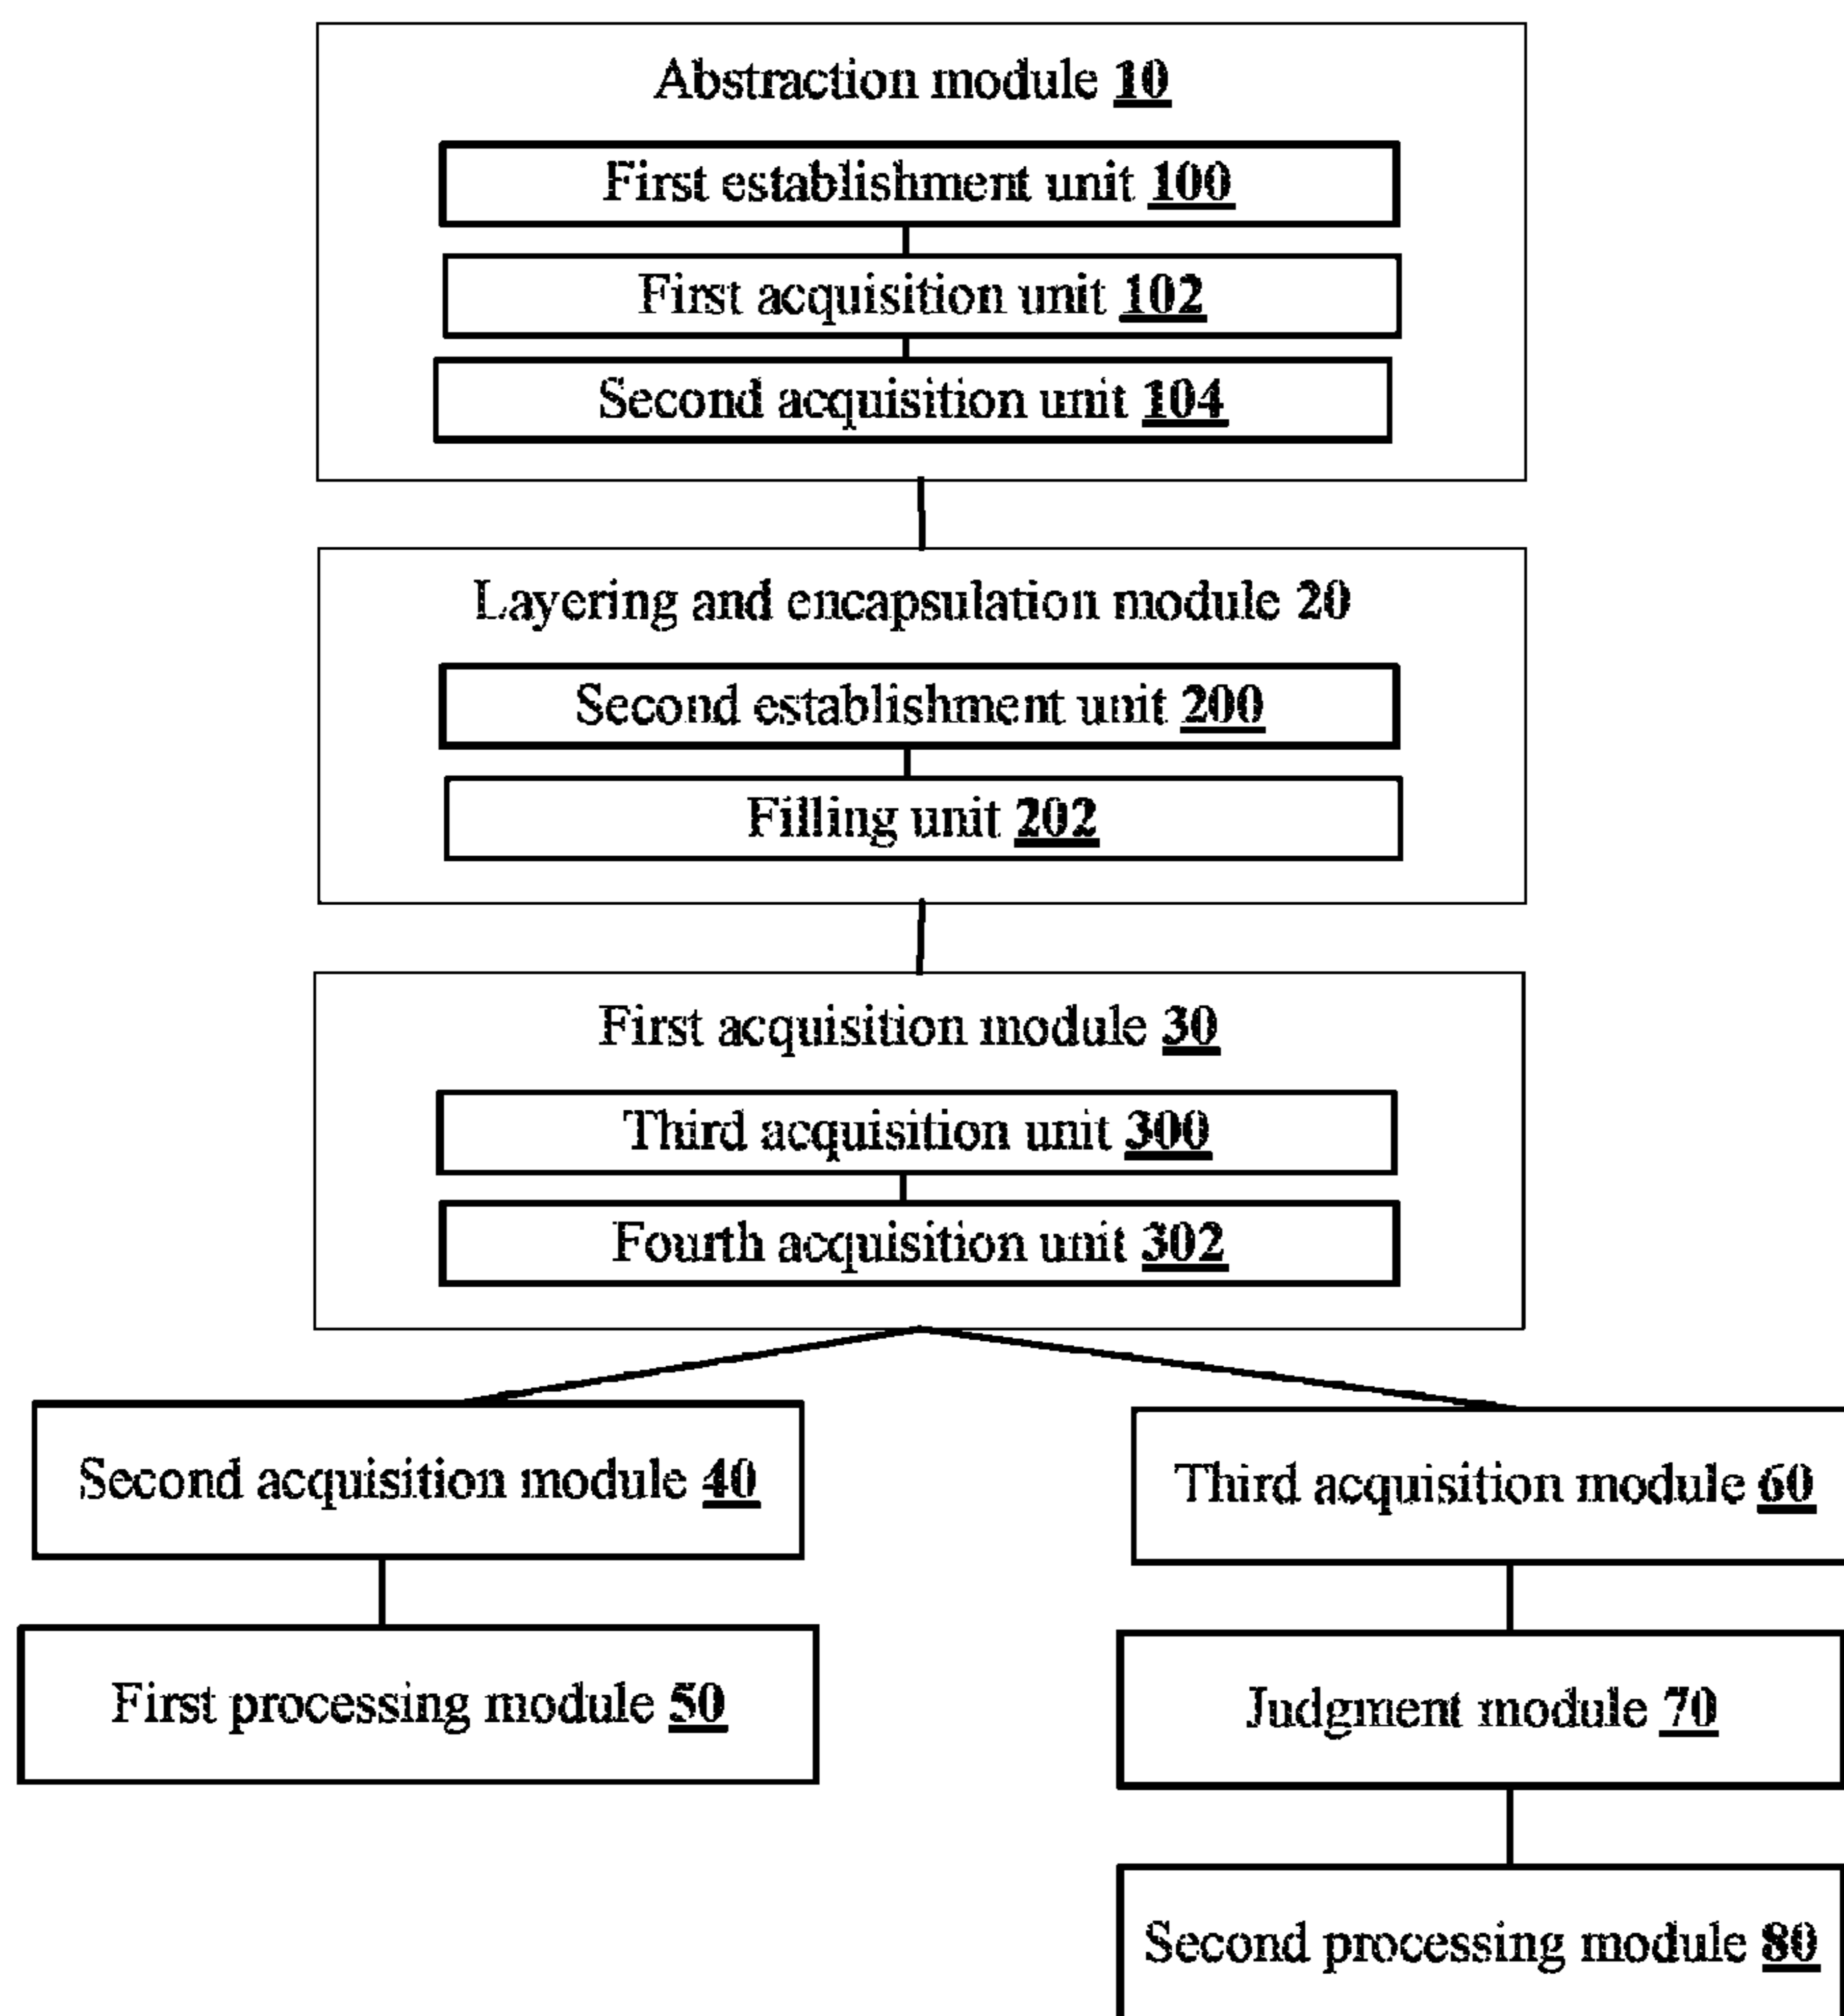 Abstraction module 10
First establishment unit 100
First acquisition unit 102
Second acquisition unit 104
Layering and encapsulation module 20
Second establishment unit 200
Filling unit 202
First acquisition module 30
Third acquisition unit 300
Fourth acquisition unit 302
Second acquisition module 40
Third acquisition module 60
First processing module 50
Judgment module 70
Second processing module 80